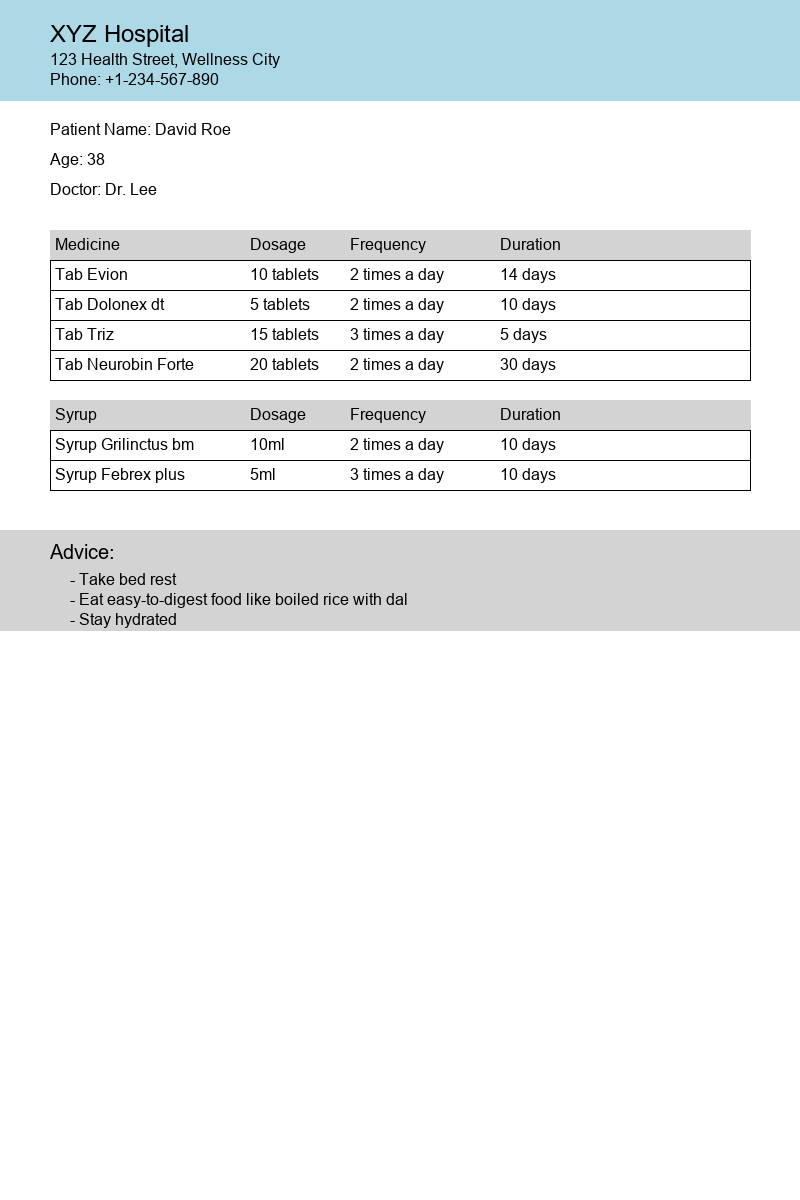 XYZ Hospital
123 Health Street, Wellness City
Phone: +1-234-567-890
Patient Name: David Roe
Age: 38
Doctor: Dr. Lee
Medicine Dosage Frequency Duration
Tab Evion 10 tablets 2 times a day 14 days
Tab Dolonex dt 5 tablets 2 times a day 10 days
Tab Triz 15 tablets 3 times a day 5 days
Tab Neurobin Forte 20 tablets 2 times a day 30 days
Syrup Dosage Frequency Duration
Syrup Grilinctus bm 10ml 2 times a day 10 days
Syrup Febrex plus 5ml 3 times a day 10 days
Advice:
- Take bed rest
- Eat easy-to-digest food like boiled rice with dal
- Stay hydrated